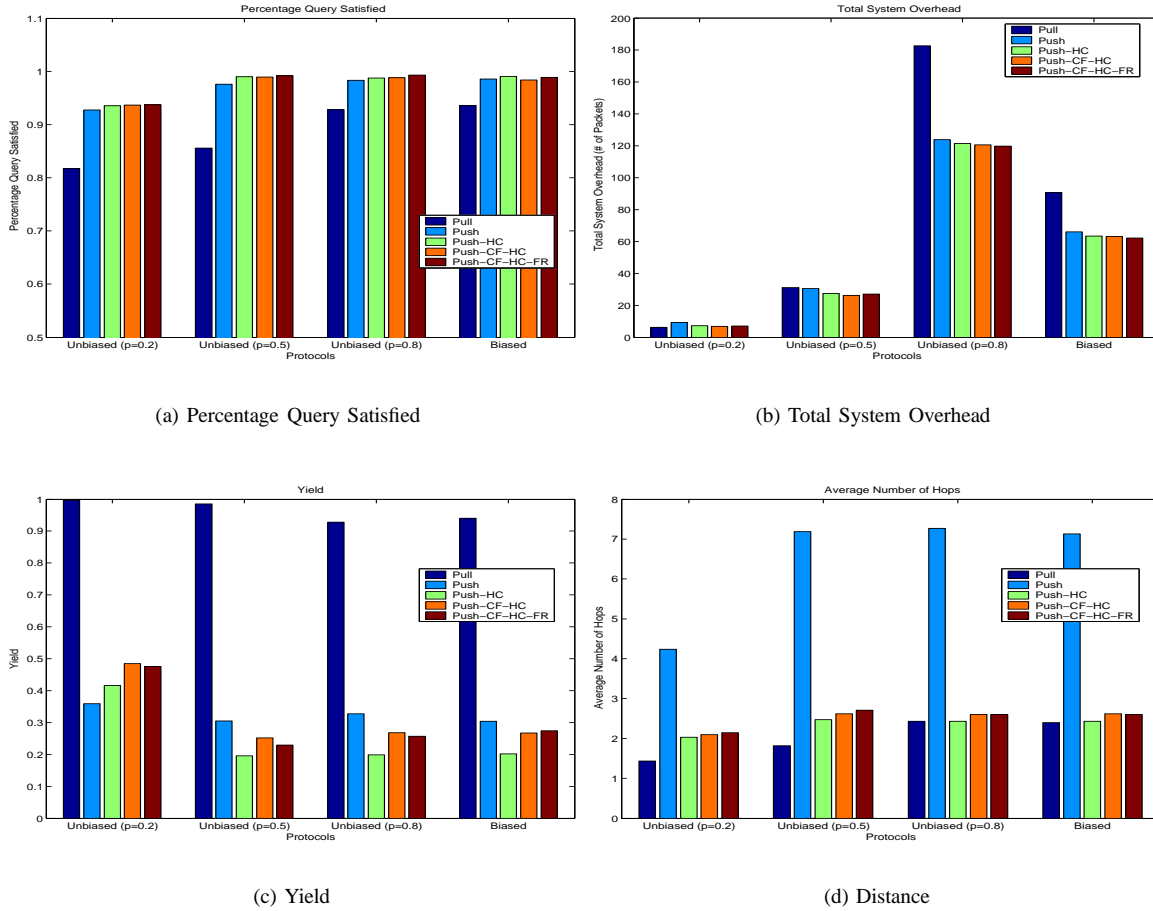 Percentage Query Satisfied
1.1
1
0.9
0.8
0.7
0.6
0.5
Percentage Query Satisfied
Pull
Push
Push−HC
Push−CF−HC
Push−CF−HC−FR
Unbiased (p=0.2) Unbiased (p=0.5) Unbiased (p=0.8) Biased
Protocols
(a) Percentage Query Satisfied
Total System Overhead
200
180
160
140
120
100
80
60
40
20
0
Total System Overhead (# of Packets)
Pull
Push
Push−HC
Push−CF−HC
Push−CF−HC−FR
Unbiased (p=0.2) Unbiased (p=0.5) Unbiased (p=0.8) Biased
Protocols
(b) Total System Overhead
Yield
1
0.9
0.8
0.7
0.6
0.5
0.4
0.3
0.2
0.1
0
Yield
Pull
Push
Push−HC
Push−CF−HC
Push−CF−HC−FR
Unbiased (p=0.2) Unbiased (p=0.5) Unbiased (p=0.8) Biased
Protocols
(c) Yield
Average Number of Hops
8
7
6
5
4
3
2
1
0
Average Number of Hops
Pull
Push
Push−HC
Push−CF−HC
Push−CF−HC−FR
Unbiased (p=0.2) Unbiased (p=0.5) Unbiased (p=0.8) Biased
Protocols
(d) Distance